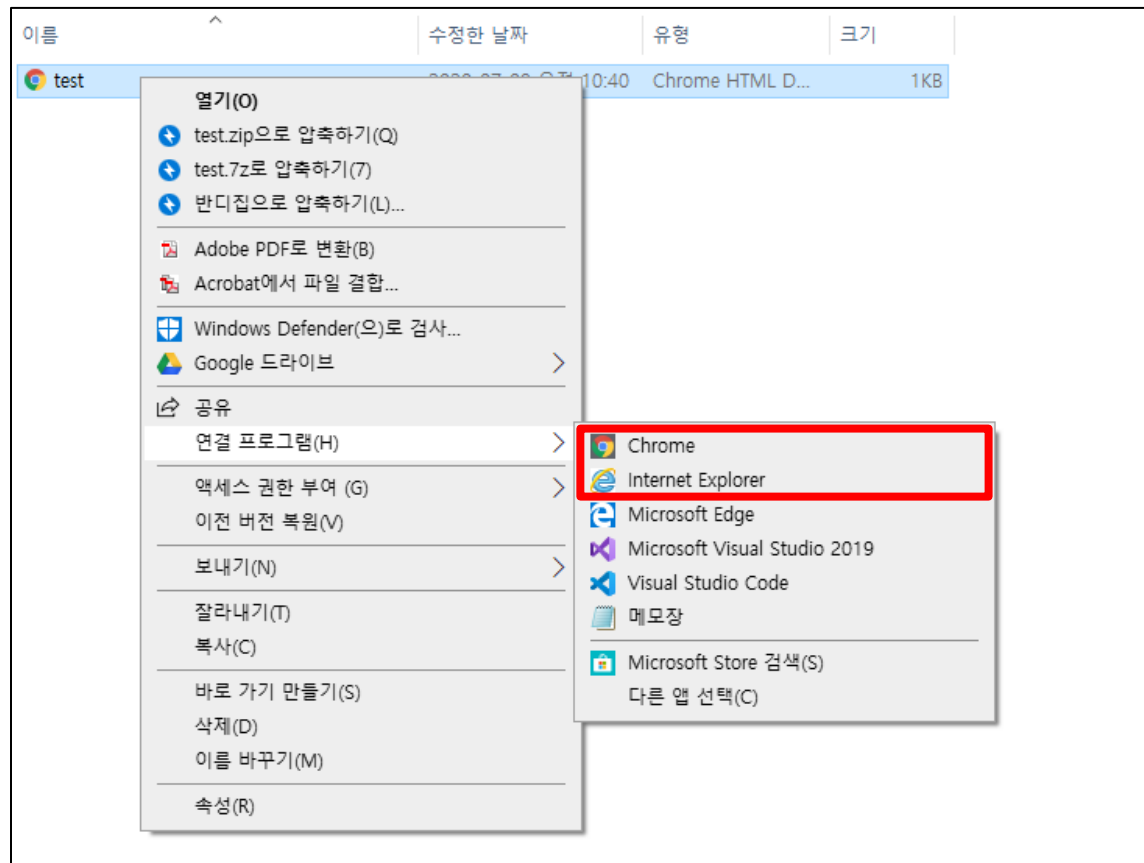 이름 수정한 날짜 유형 크기
test 10:40 Chrome HTML D... 1KB
열기(O)
test.zip으로 압축하기(Q)
test.7z로 압축하기(7)
반디집으로 압축하기(L)...
Adobe PDF로 변환(B)
Acrobat에서 파일 결합...
Windows Defender(으)로 검사...
Google 드라이브
공유
연결 프로그램(H)
액세스 권한 부여 (G)
이전 버전 복원(V)
보내기(N)
잘라내기(T)
복사(C)
바로 가기 만들기(S)
삭제(D)
이름 바꾸기(M)
속성(R)
Chrome
Internet Explorer
Microsoft Edge
Microsoft Visual Studio 2019
Visual Studio Code
메모장
Microsoft Store 검색(S)
다른 앱 선택(C)